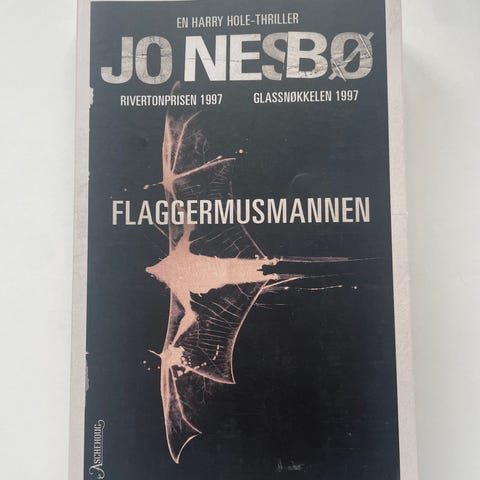 EN HARRY HOLE-THRILLER
JO NESBØ
RIVERTONPRISEN 1997 GLASSNØKKELEN 1997
FLAGGERMUSMANNEN
ASCHEHOUG